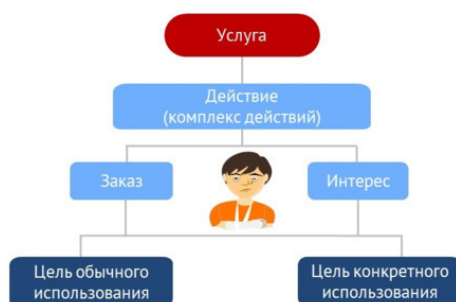 Услуга
Действие
(комплекс действий)
Заказ
Интерес
Цель обычного
использования
Цель конкретного
использования